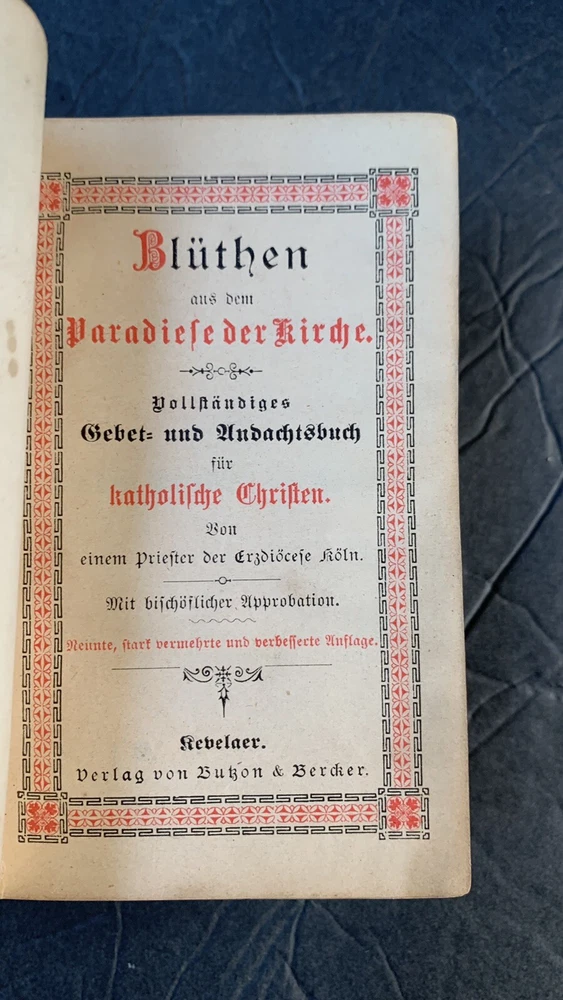 Blüthen
aus dem
Paradiese der Kirche.
Vollständiges
Gebet- und Andachtsbuch
für
katholische Christen.
Von
einem Priester der Erzdiöcese Köln.
Mit bischöflicher Approbation.
Neunte, stark vermehrte und verbesserte Auflage.
Kevelaer.
Verlag von Butzon & Bercker.